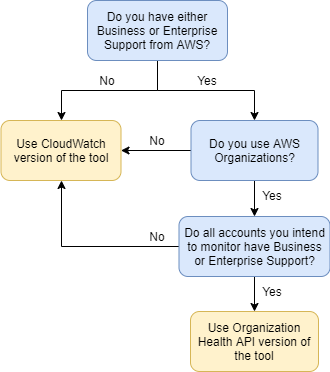 Do you have either
Business or Enterprise
Support from AWS?
No
Yes
Use CloudWatch
version of the tool
No
Do you use AWS
Organizations?
Yes
No
Do all accounts you intend
to monitor have Business
or Enterprise Support?
Yes
Use Organization
Health API version of
the tool